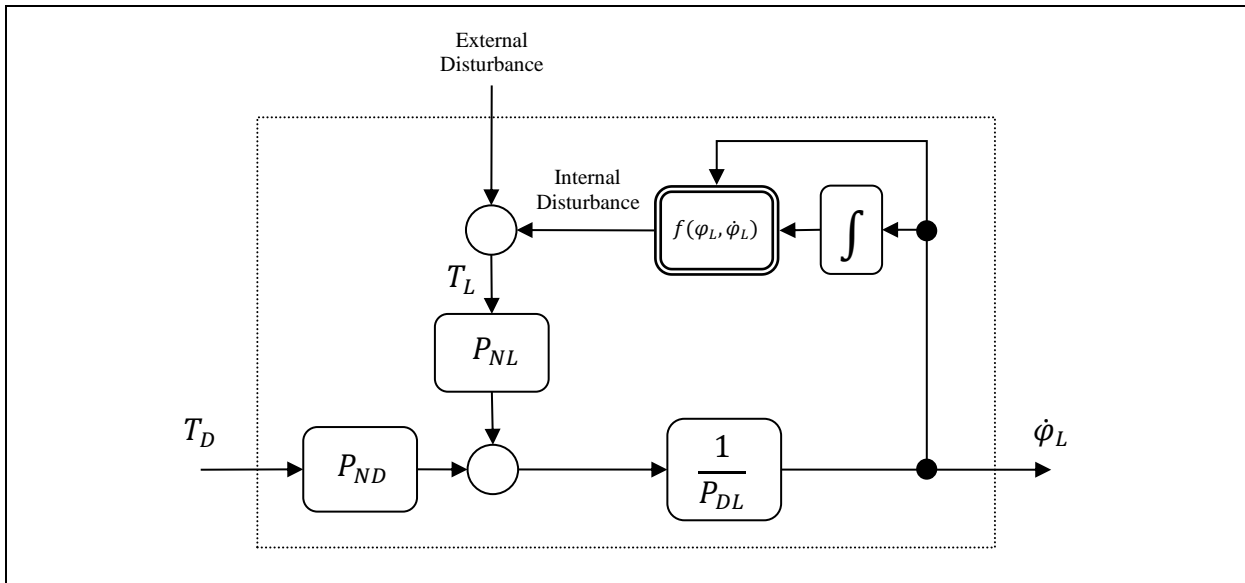 External
Disturbance
Internal
Disturbance
f(φ_L, φ̇_L)
∫
T_L
P_NL
T_D
P_ND
1
P_DL
φ̇_L